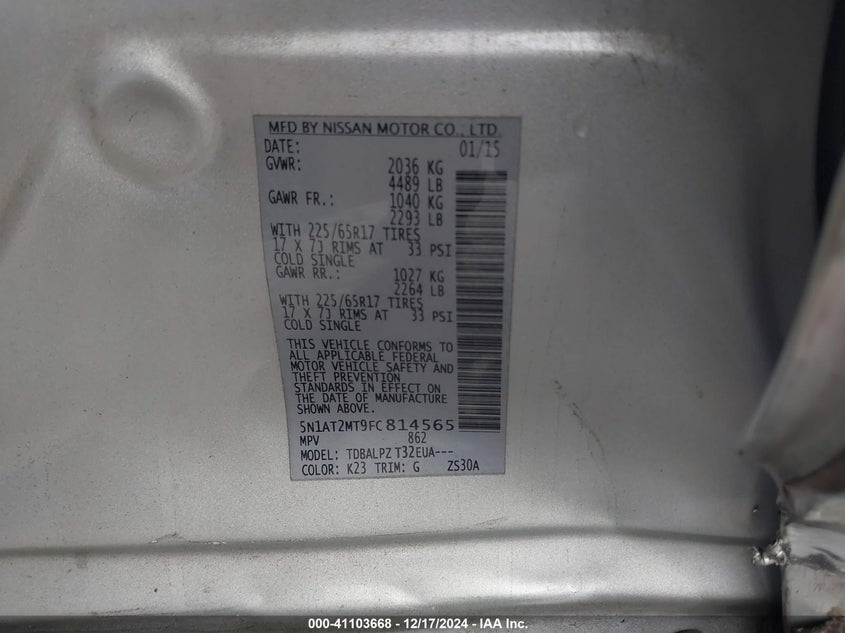 MFD BY NISSAN MOTOR CO., LTD.
DATE: 01/15
GVWR: 2036 KG
4489 LB
GAWR FR.: 1040 KG
2293 LB
WITH 225/65R17 TIRES
17 X 7J RIMS AT 33 PSI
COLD SINGLE
GAWR RR.: 1027 KG
2264 LB
WITH 225/65R17 TIRES
17 X 7J RIMS AT 33 PSI
COLD SINGLE
THIS VEHICLE CONFORMS TO
ALL APPLICABLE FEDERAL
MOTOR VEHICLE SAFETY AND
THEFT PREVENTION
STANDARDS IN EFFECT ON
THE DATE OF MANUFACTURE
SHOWN ABOVE.
5N1AT2MT9FC814565
MPV 862
MODEL: TDBALPZ T32EUA---
COLOR: K23 TRIM: G ZS30A
000-41103668 - 12/17/2024 - IAA Inc.